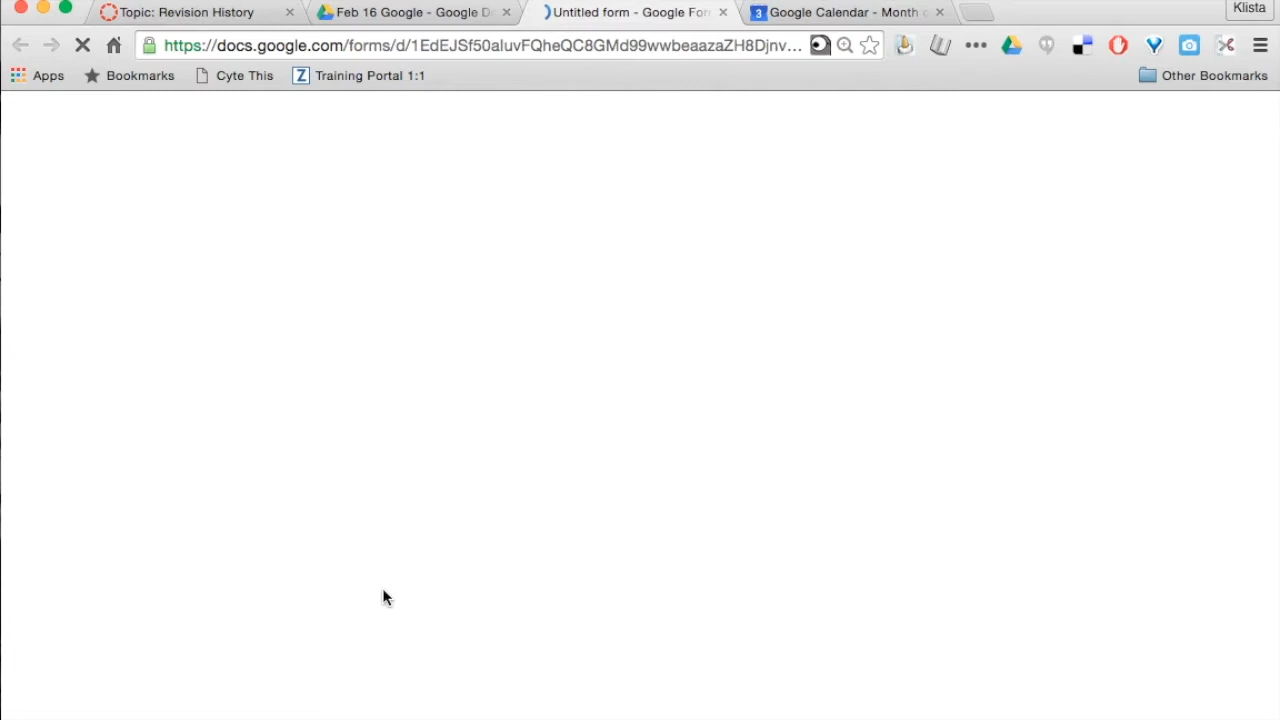 Topic: Revision History
Feb 16 Google - Google D
Untitled form - Google For
3 Google Calendar - Month
Klista
https://docs.google.com/forms/d/1EdEJSf50aluvFQheQC8GMd99wwbeaazaZH8Djnv...
Apps
Bookmarks
Cyte This
Z Training Portal 1:1
Other Bookmarks